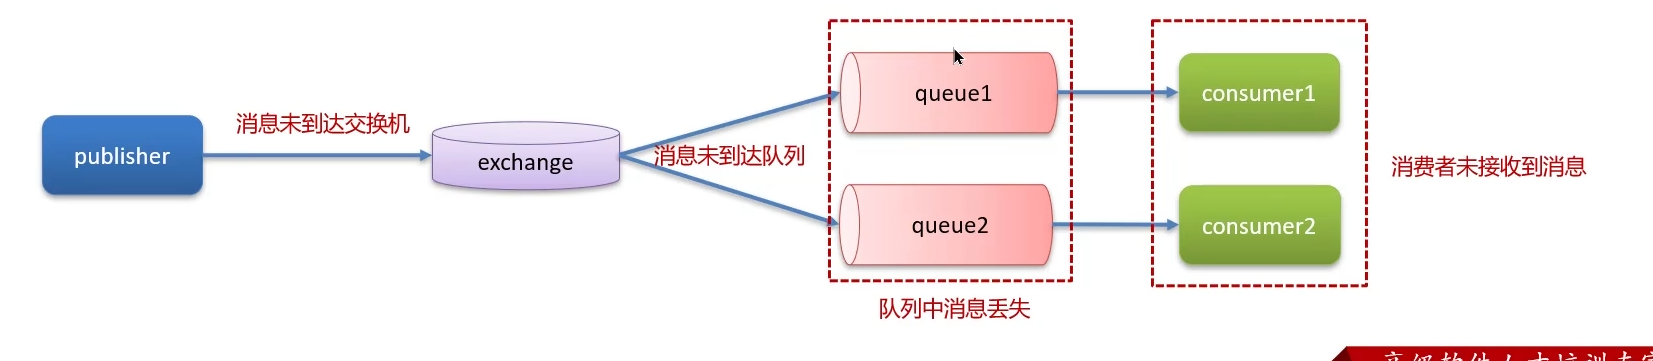 publisher
消息未到达交换机
exchange
消息未到达队列
queue1
queue2
队列中消息丢失
consumer1
consumer2
消费者未接收到消息